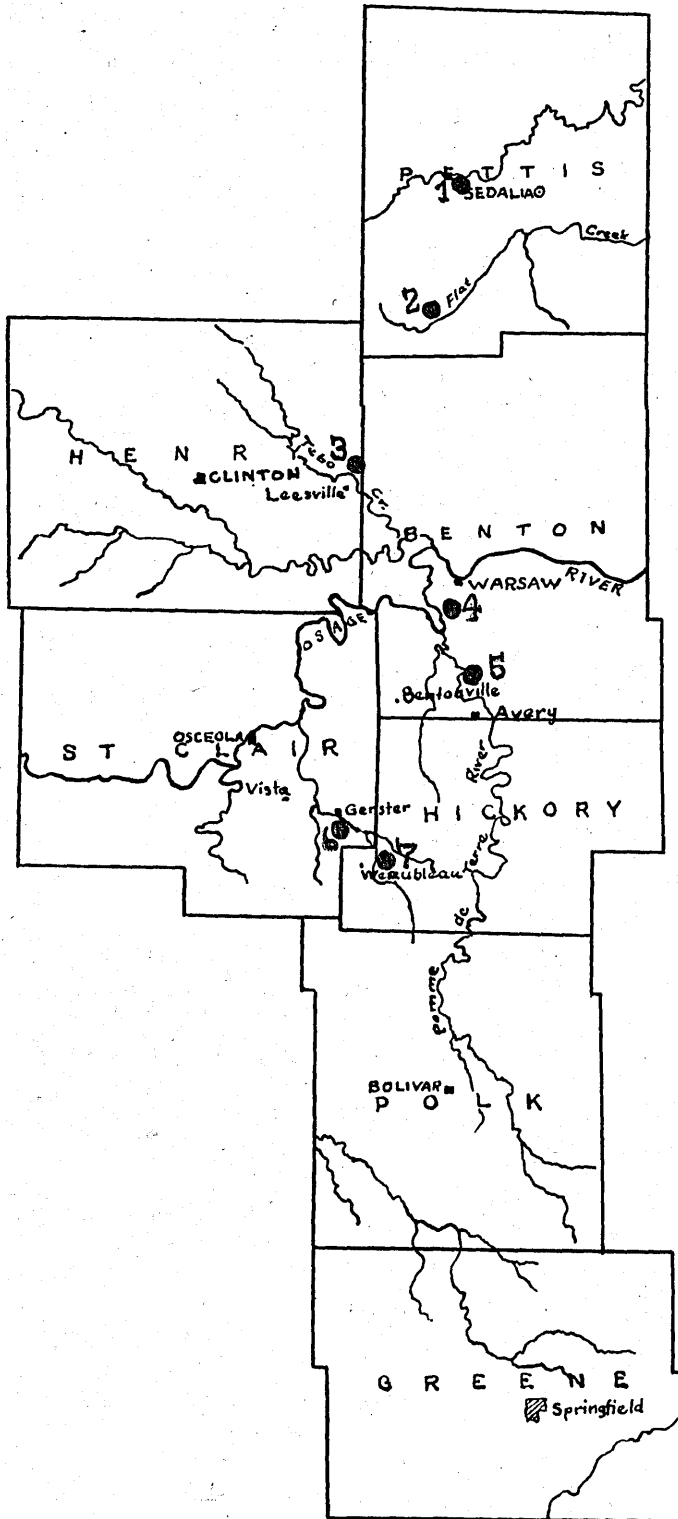 PETTIS
1
SEDALIA
Creek
2
Flat
HENRY
Tebo
3
CLINTON
Leesville
Cr.
BENTON
WARSAW
RIVER
4
OSAGE
5
Bentonville
Avery
OSCEOLA
ST CLAIR
River
Vista
Gerster
HICKORY
6
7
Terre
Weaubleau
de
Pomme
BOLIVAR
POLK
GREENE
Springfield